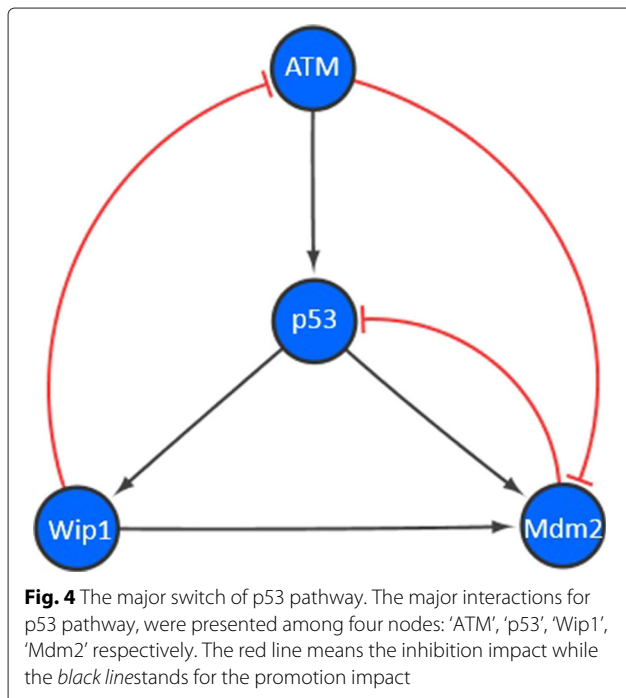 ATM
p53
Wip1
Mdm2
Fig. 4 The major switch of p53 pathway. The major interactions for
p53 pathway, were presented among four nodes: ‘ATM’, ‘p53’, ‘Wip1’,
‘Mdm2’ respectively. The red line means the inhibition impact while
the black linestands for the promotion impact